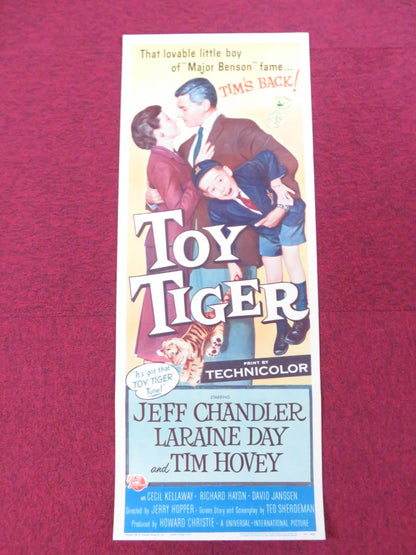 That lovable little boy
of "Major Benson" fame...
TIM'S BACK!
TOY
TIGER
PRINT BY
TECHNICOLOR
It's got that
TOY TIGER
Tune!
STARRING
JEFF CHANDLER
LARAINE DAY
and TIM HOVEY
with CECIL KELLAWAY · RICHARD HAYDN · DAVID JANSSEN
Directed by JERRY HOPPER · Screen Story and Screenplay by TED SHERDEMAN
Produced by HOWARD CHRISTIE · A UNIVERSAL-INTERNATIONAL PICTURE